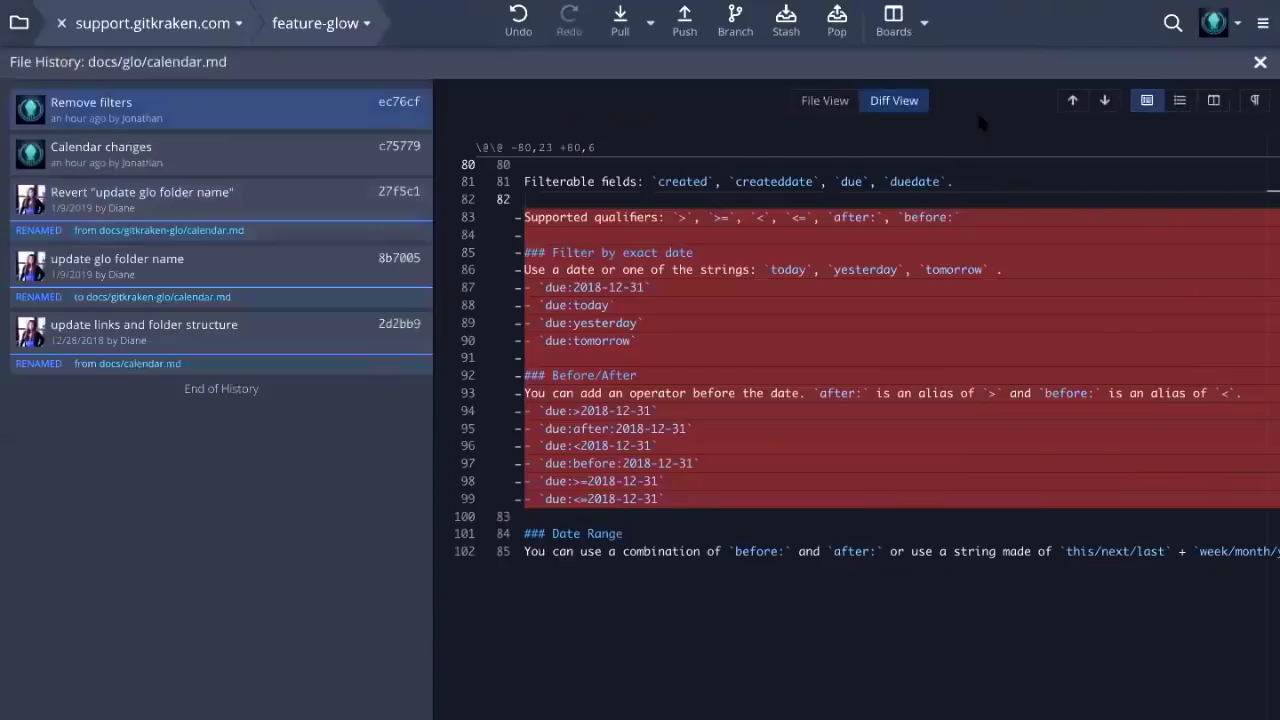 support.gitkraken.com
feature-glow
Undo
Redo
Pull
Push
Branch
Stash
Pop
Boards
File History: docs/glo/calendar.md
Remove filters ec76cf
an hour ago by Jonathan
Calendar changes c75779
an hour ago by Jonathan
Revert "update glo folder name" 27f5c1
1/9/2019 by Diane
RENAMED from docs/gitkraken-glo/calendar.md
update glo folder name 8b7005
1/9/2019 by Diane
RENAMED to docs/gitkraken-glo/calendar.md
update links and folder structure 2d2bb9
12/28/2018 by Diane
RENAMED from docs/calendar.md
End of History
File View Diff View
\@\@ -80,23 +80,6
80 80
81 81 Filterable fields: `created`, `createddate`, `due`, `duedate`.
82 82
83 -Supported qualifiers: `>`, `>=`, `<`, `<=`, `after:`, `before:`
84 -
85 -### Filter by exact date
86 -Use a date or one of the strings: `today`, `yesterday`, `tomorrow` .
87 -- `due:2018-12-31`
88 -- `due:today`
89 -- `due:yesterday`
90 -- `due:tomorrow`
91 -
92 -### Before/After
93 -You can add an operator before the date. `after:` is an alias of `>` and `before:` is an alias of `<`.
94 -- `due:>2018-12-31`
95 -- `due:after:2018-12-31`
96 -- `due:<2018-12-31`
97 -- `due:before:2018-12-31`
98 -- `due:>=2018-12-31`
99 -- `due:<=2018-12-31`
100 83
101 84 ### Date Range
102 85 You can use a combination of `before:` and `after:` or use a string made of `this/next/last` + `week/month/